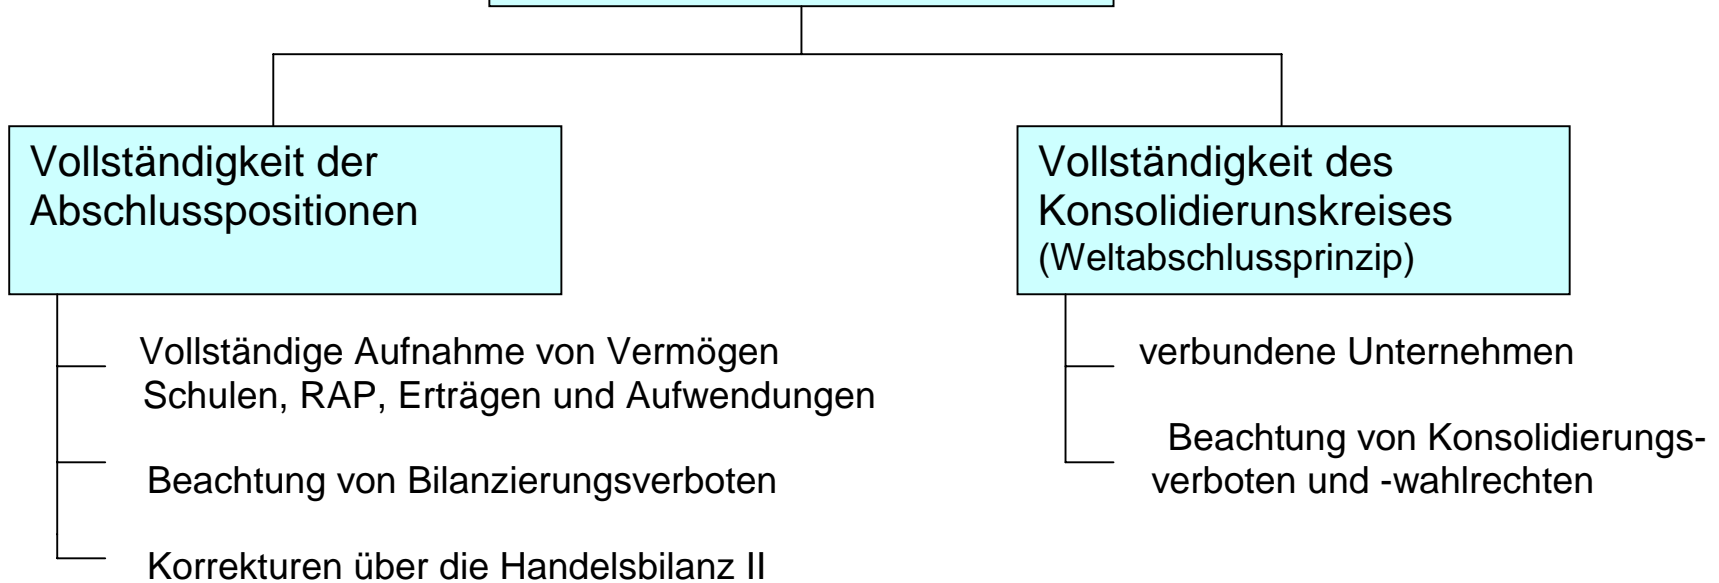 Vollständigkeit der
Abschlusspositionen
Vollständige Aufnahme von Vermögen
Schulen, RAP, Erträgen und Aufwendungen
Beachtung von Bilanzierungsverboten
Korrekturen über die Handelsbilanz II
Vollständigkeit des
Konsolidierunskreises
(Weltabschlussprinzip)
verbundene Unternehmen
Beachtung von Konsolidierungs-
verboten und -wahlrechten